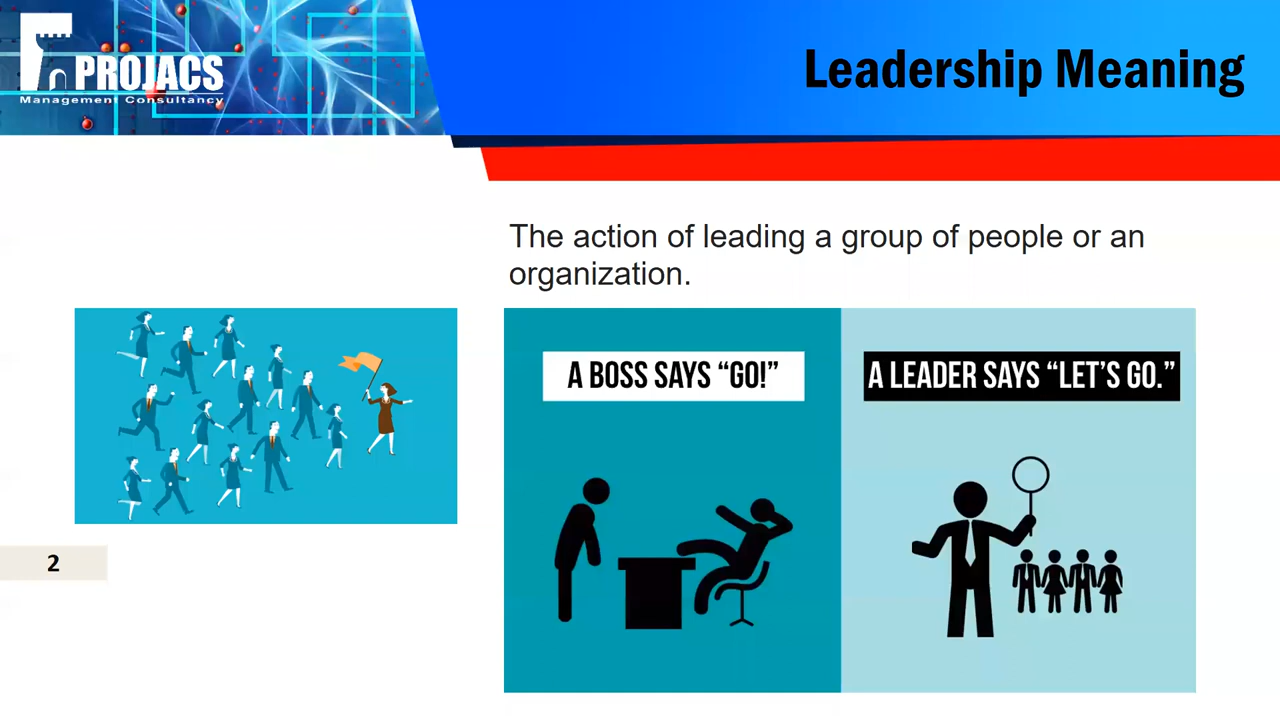 PROJACS
Management Consultancy
Leadership Meaning
The action of leading a group of people or an
organization.
A BOSS SAYS “GO!”
A LEADER SAYS “LET’S GO.”
2